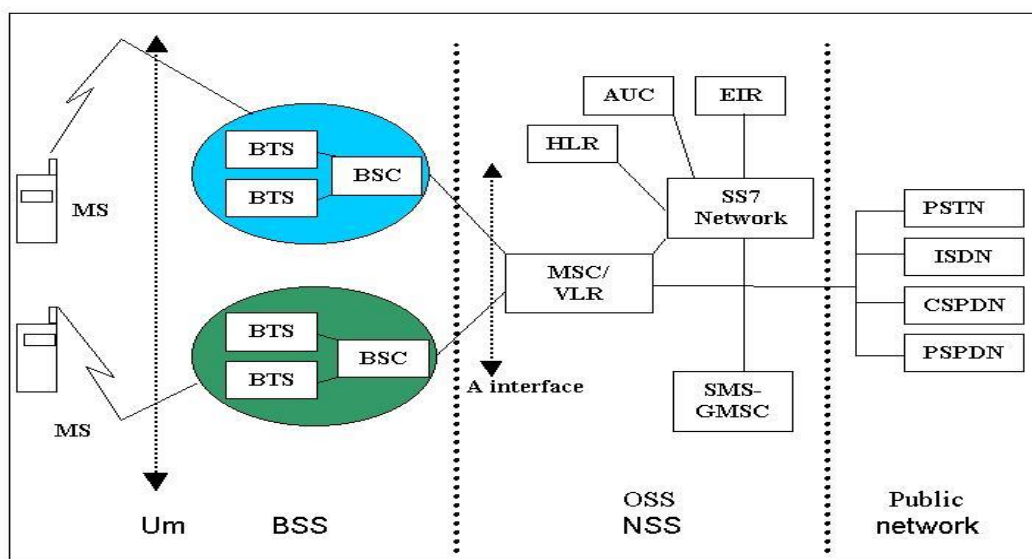 AUC
EIR
HLR
BTS
BTS
BSC
MS
SS7
Network
PSTN
ISDN
CSPDN
PSPDN
MSC/
VLR
BTS
BTS
BSC
A interface
SMS-
GMSC
MS
Um
BSS
OSS
NSS
Public
network